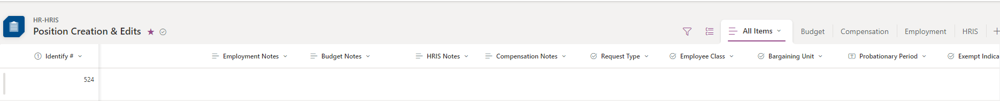 HR-HRIS
Position Creation & Edits
All Items
Budget
Compensation
Employment
HRIS
Identify #
Employment Notes
Budget Notes
HRIS Notes
Compensation Notes
Request Type
Employee Class
Bargaining Unit
Probationary Period
Exempt Indica
524